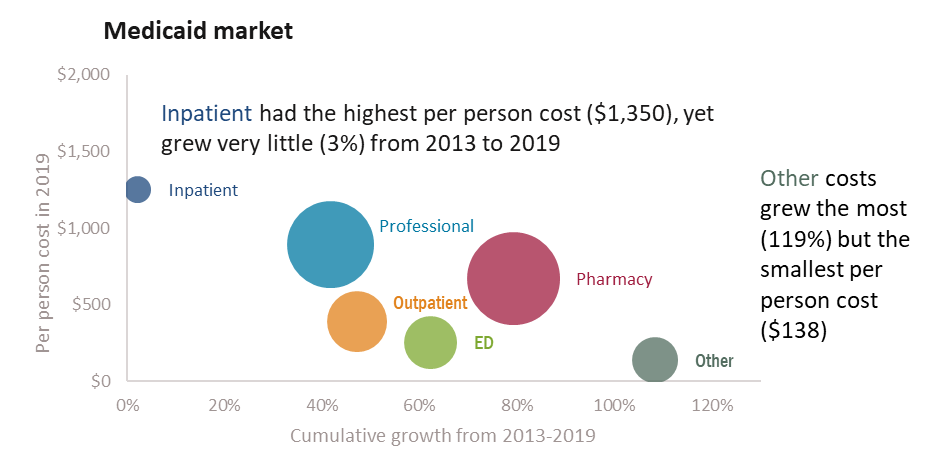 Medicaid market
$2,000
$1,500
$1,000
$500
$0
Per person cost in 2019
Inpatient had the highest per person cost ($1,350), yet
grew very little (3%) from 2013 to 2019
Inpatient
Professional
Outpatient
ED
Pharmacy
Other
Other costs
grew the most
(119%) but the
smallest per
person cost
($138)
0%
20%
40%
60%
80%
100%
120%
Cumulative growth from 2013-2019